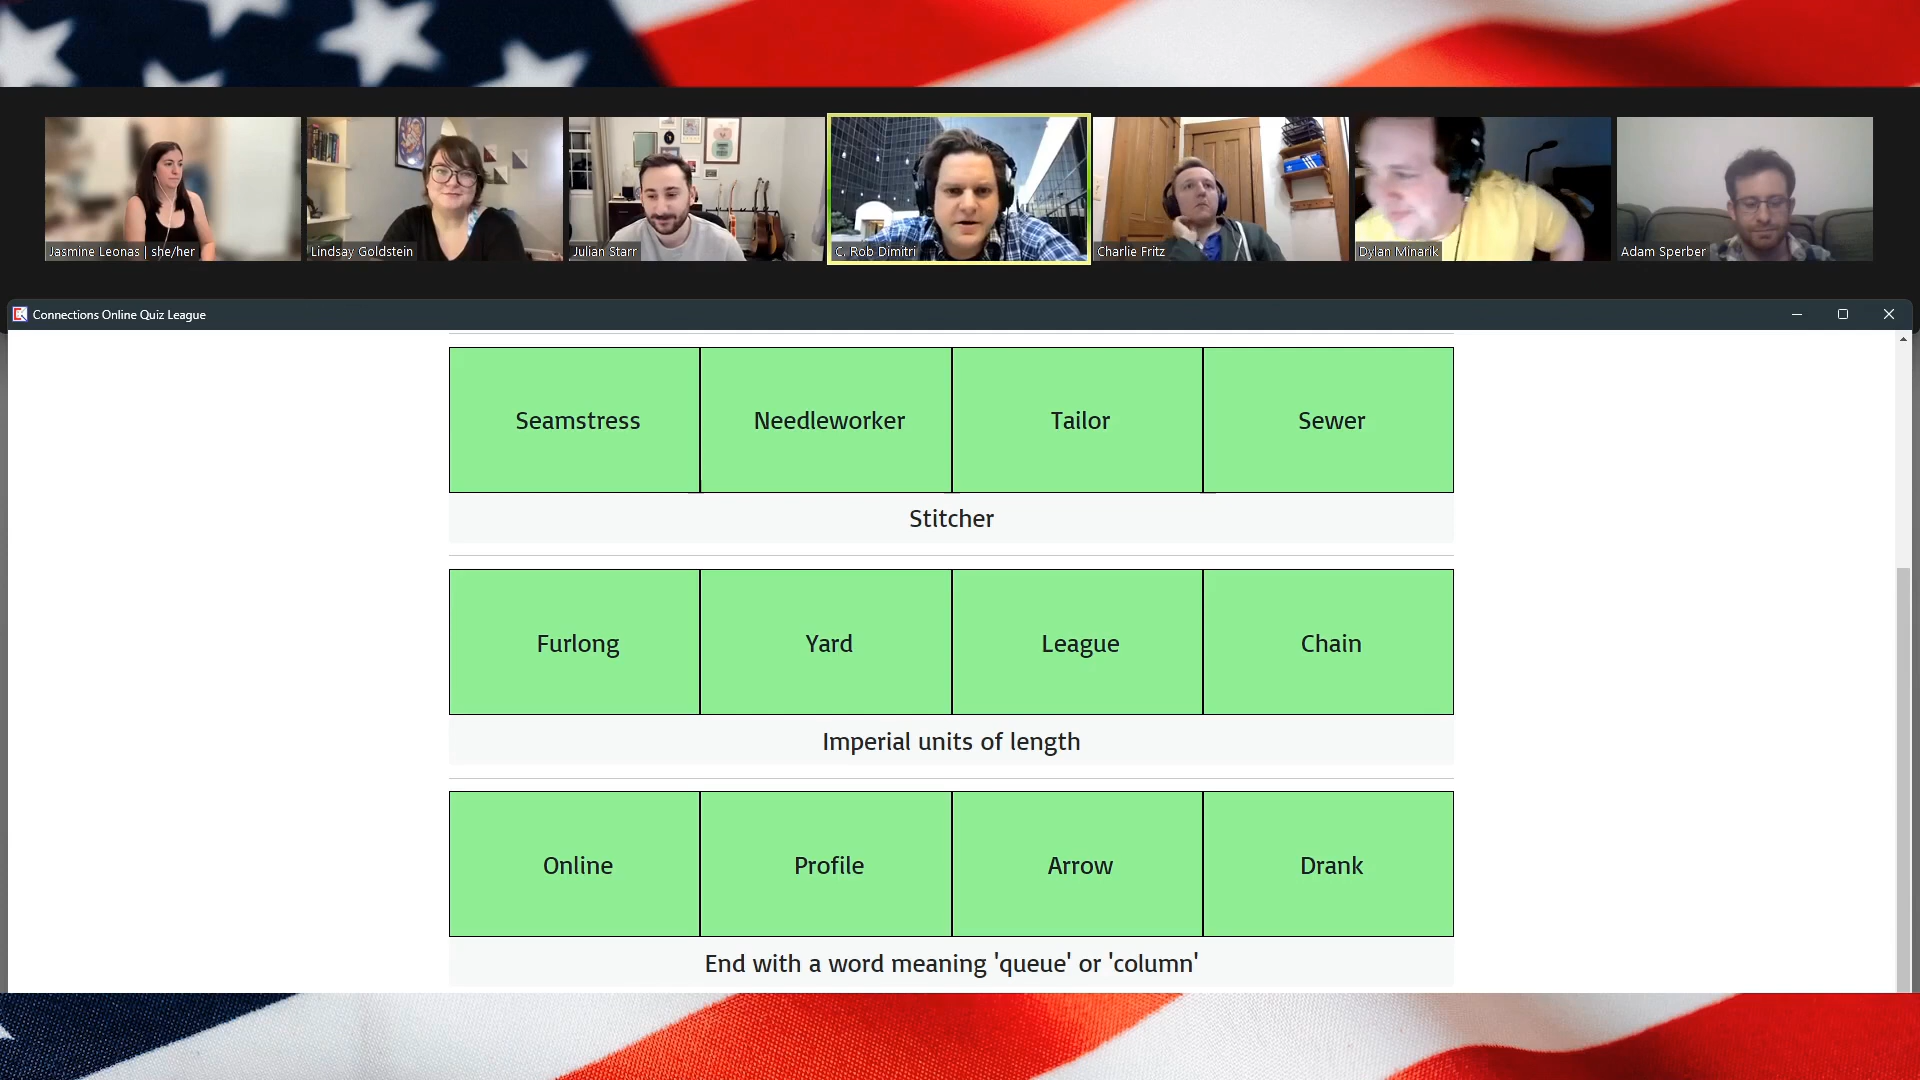 Jasmine Leonas | she/her
Lindsay Goldstein
Julian Starr
C. Rob Dimitri
Charlie Fritz
Dylan Minarik
Adam Sperber
Connections Online Quiz League
Seamstress
Needleworker
Tailor
Sewer
Stitcher
Furlong
Yard
League
Chain
Imperial units of length
Online
Profile
Arrow
Drank
End with a word meaning 'queue' or 'column'